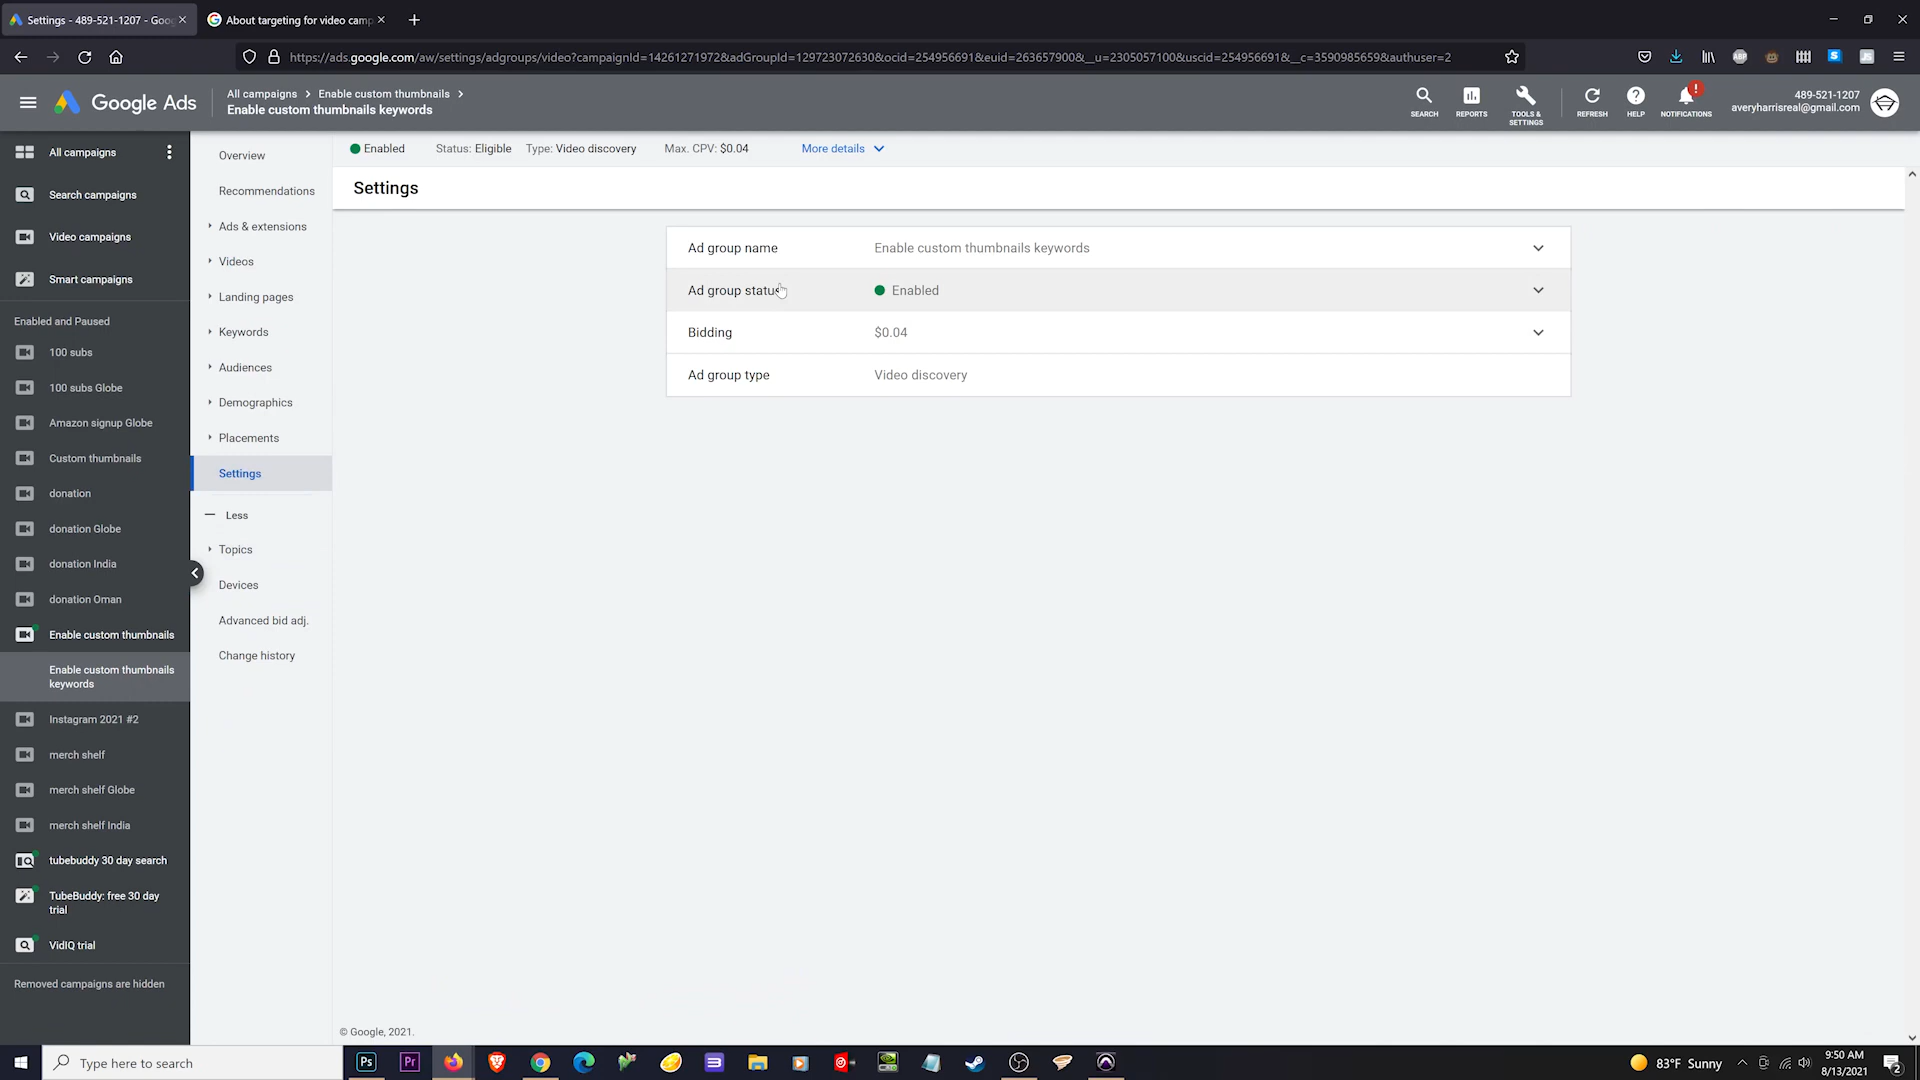 Settings - 489-521-1207 - Goo
About targeting for video camp
https://ads.google.com/aw/settings/adgroups/video?campaignId=14261271972&adGroupId=129723072630&ocid=254956691&euid=263657900&__u=2305057100&uscid=254956691&__c=3590985659&authuser=2
Google Ads
All campaigns > Enable custom thumbnails >
Enable custom thumbnails keywords
SEARCH
REPORTS
TOOLS &
SETTINGS
REFRESH
HELP
NOTIFICATIONS
489-521-1207
averyharrisreal@gmail.com
All campaigns
Search campaigns
Video campaigns
Smart campaigns
Enabled and Paused
100 subs
100 subs Globe
Amazon signup Globe
Custom thumbnails
donation
donation Globe
donation India
donation Oman
Enable custom thumbnails
Enable custom thumbnails
keywords
Instagram 2021 #2
merch shelf
merch shelf Globe
merch shelf India
tubebuddy 30 day search
TubeBuddy: free 30 day
trial
VidIQ trial
Removed campaigns are hidden
Overview
Recommendations
Ads & extensions
Videos
Landing pages
Keywords
Audiences
Demographics
Placements
Settings
Less
Topics
Devices
Advanced bid adj.
Change history
Enabled Status: Eligible Type: Video discovery Max. CPV: $0.04 More details
Settings
Ad group name Enable custom thumbnails keywords
Ad group status Enabled
Bidding $0.04
Ad group type Video discovery
© Google, 2021.
Type here to search
Ps
Pr
83°F Sunny
9:50 AM
8/13/2021
2